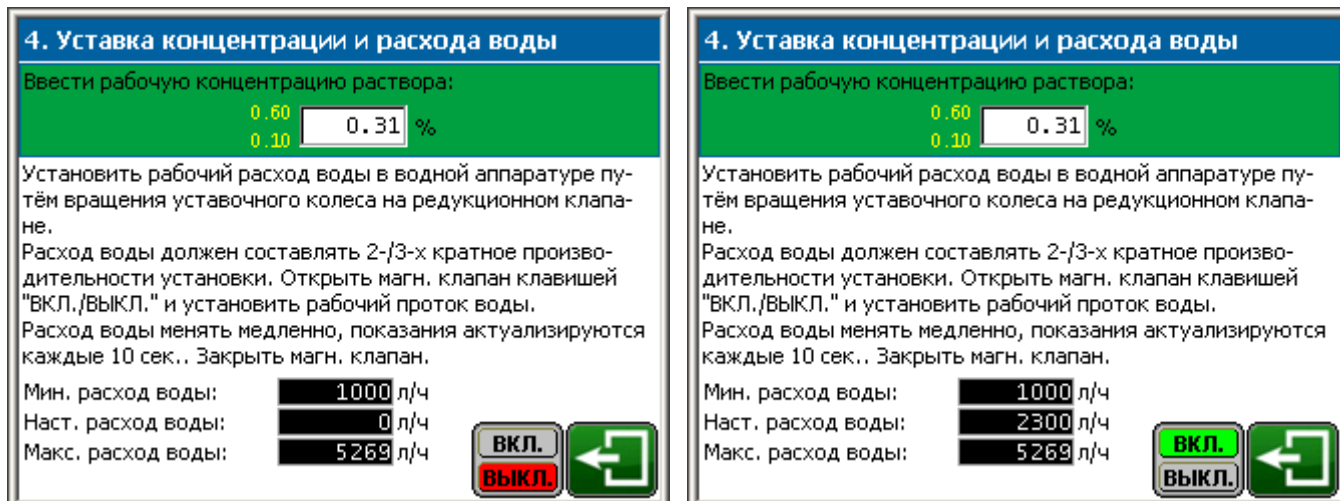 4. Уставка концентрации и расхода воды
Ввести рабочую концентрацию раствора:
0.60
0.31 %
0.10
Установить рабочий расход воды в водной аппаратуре пу-
тём вращения уставочного колеса на редукционном клапа-
не.
Расход воды должен составлять 2-/3-х кратное произво-
дительности установки. Открыть магн. клапан клавишей
"ВКЛ./ВЫКЛ." и установить рабочий проток воды.
Расход воды менять медленно, показания актуализируются
каждые 10 сек.. Закрыть магн. клапан.
Мин. расход воды: 1000 л/ч
Наст. расход воды: 0 л/ч
Макс. расход воды: 5269 л/ч
ВКЛ.
ВЫКЛ.
4. Уставка концентрации и расхода воды
Ввести рабочую концентрацию раствора:
0.60
0.31 %
0.10
Установить рабочий расход воды в водной аппаратуре пу-
тём вращения уставочного колеса на редукционном клапа-
не.
Расход воды должен составлять 2-/3-х кратное произво-
дительности установки. Открыть магн. клапан клавишей
"ВКЛ./ВЫКЛ." и установить рабочий проток воды.
Расход воды менять медленно, показания актуализируются
каждые 10 сек.. Закрыть магн. клапан.
Мин. расход воды: 1000 л/ч
Наст. расход воды: 2300 л/ч
Макс. расход воды: 5269 л/ч
ВКЛ.
ВЫКЛ.